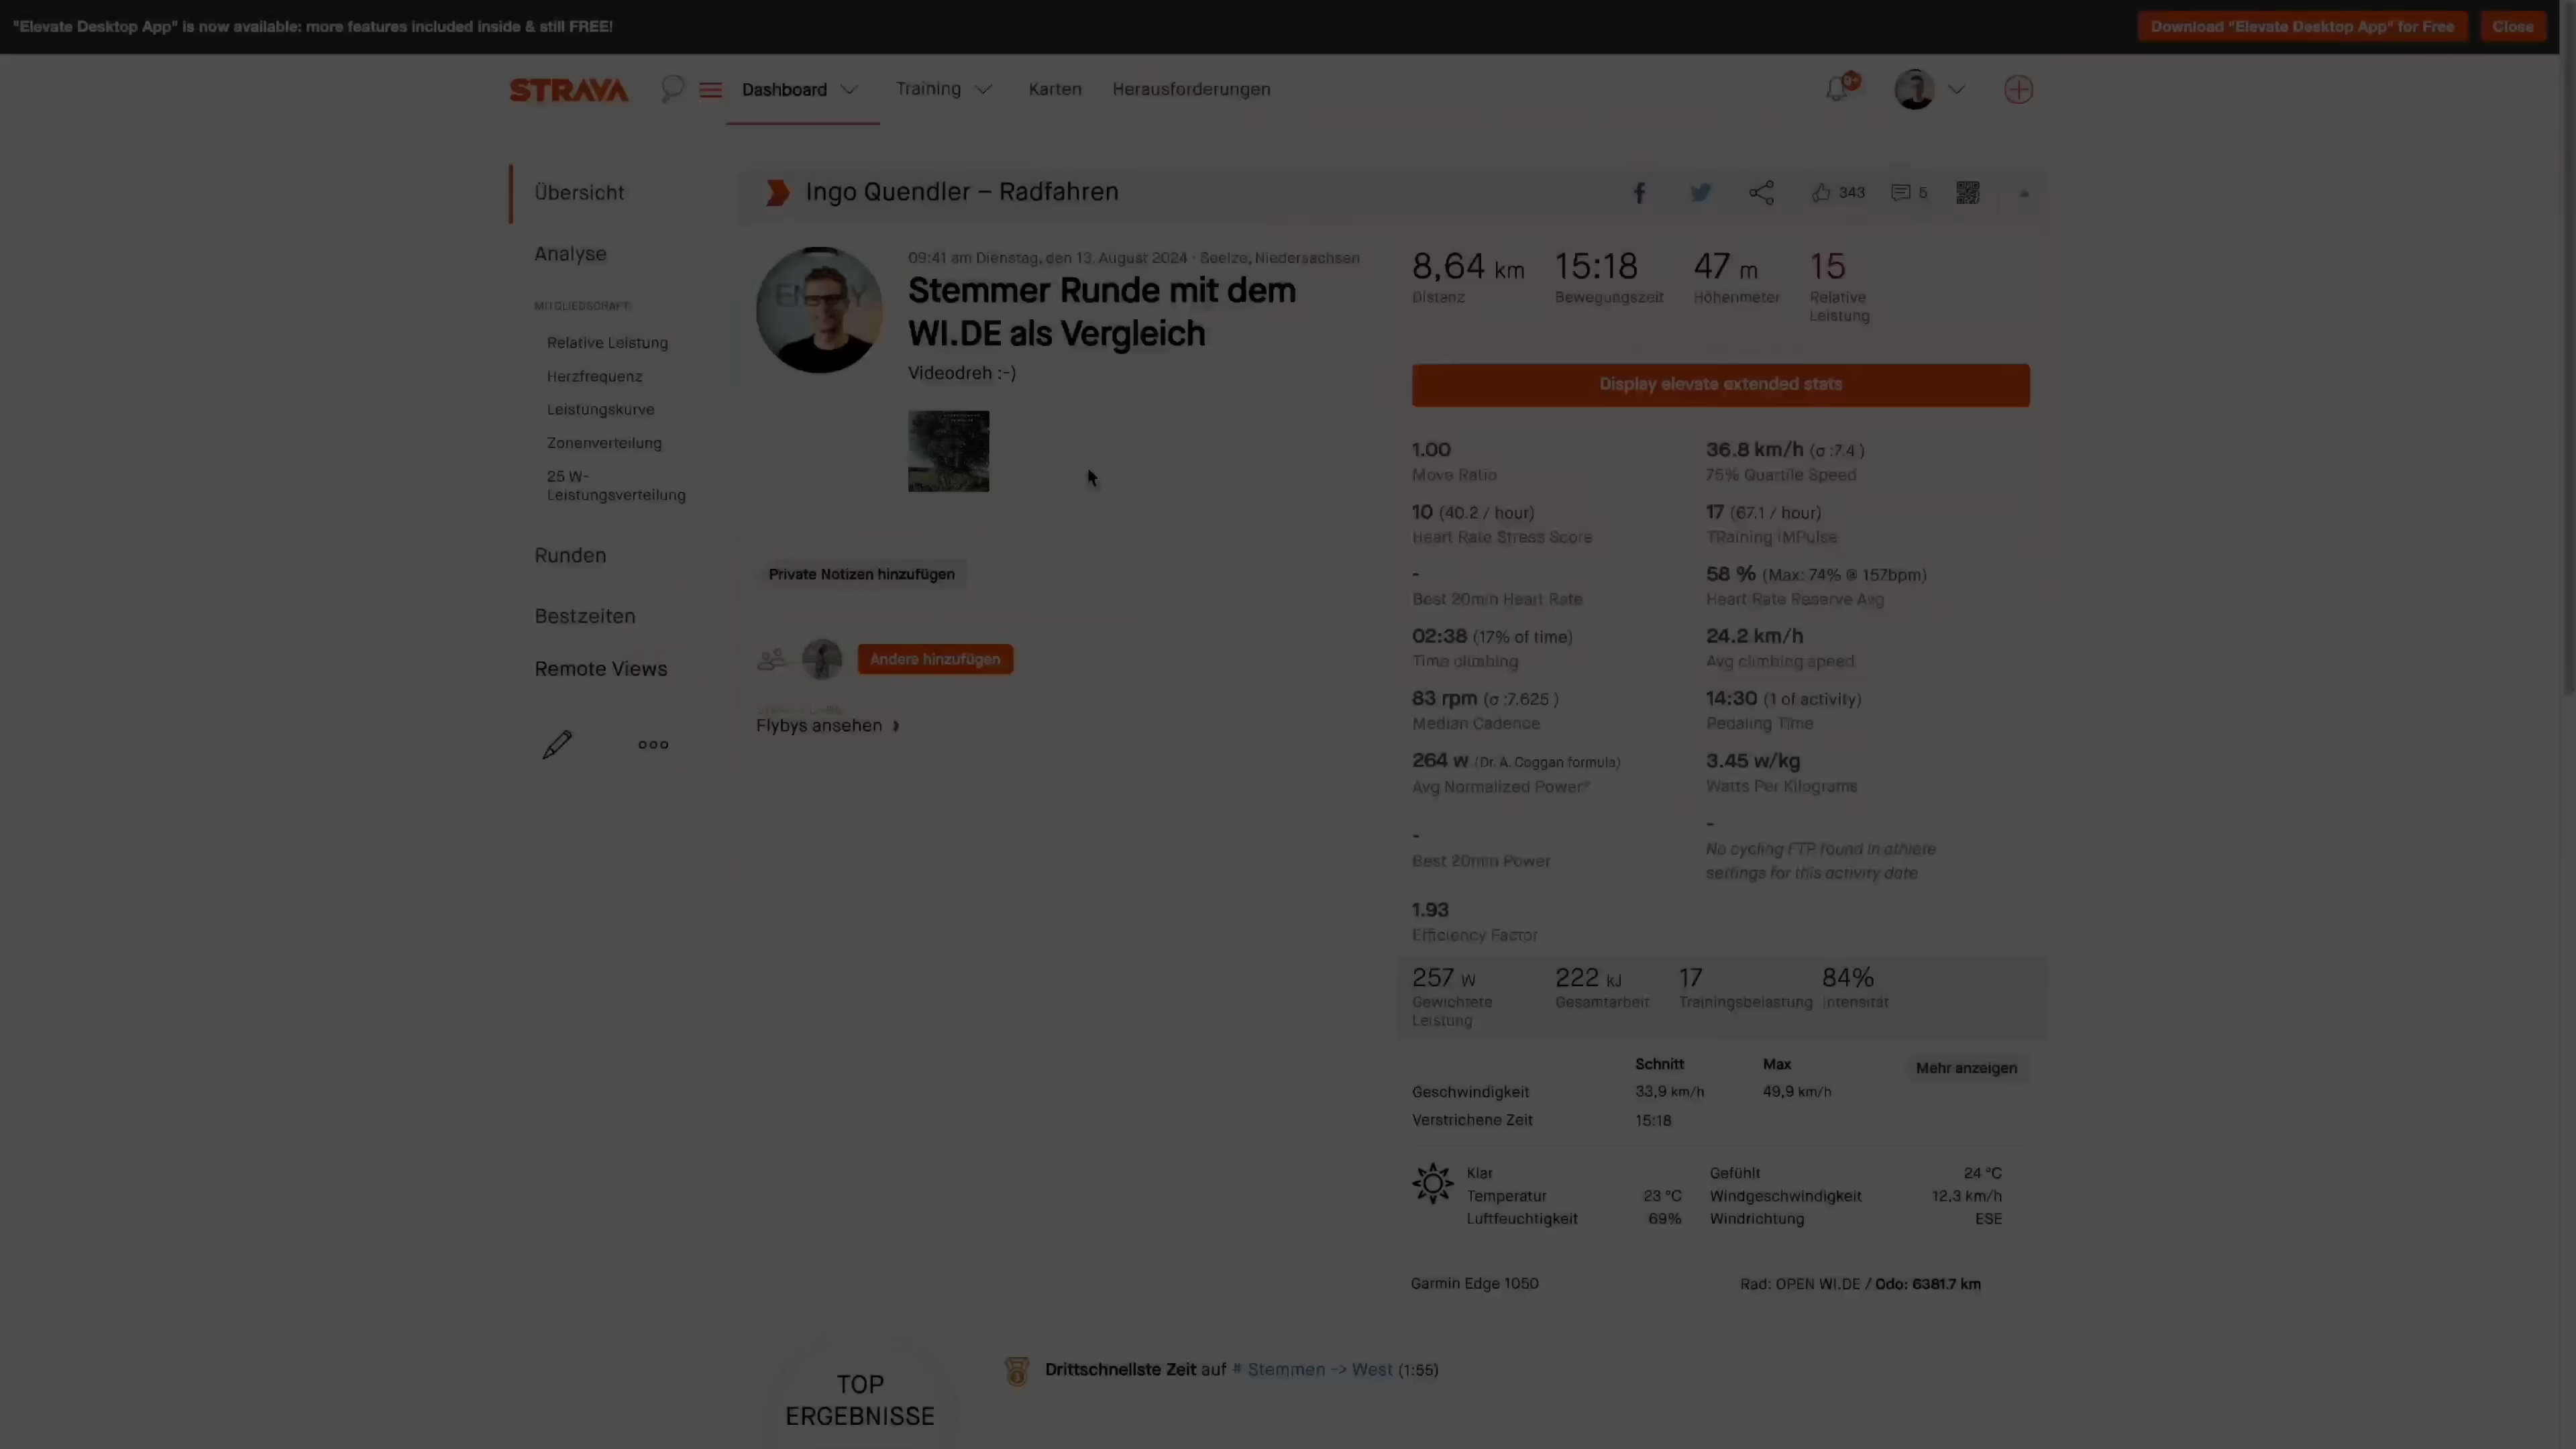 "Elevate Desktop App" is now available: more features included inside & still FREE!
Download "Elevate Desktop App" for Free
Close
STRAVA
Dashboard
Training
Karten
Herausforderungen
9+
Übersicht
Analyse
MITGLIEDSCHAFT
Relative Leistung
Herzfrequenz
Leistungskurve
Zonenverteilung
25 W-
Leistungsverteilung
Runden
Bestzeiten
Remote Views
Ingo Quendler – Radfahren
343
5
09:41 am Dienstag, den 13. August 2024 · Seelze, Niedersachsen
Stemmer Runde mit dem
WI.DE als Vergleich
Videodreh :-)
Private Notizen hinzufügen
Andere hinzufügen
Flybys ansehen ›
8,64 km 15:18 47 m 15
Distanz Bewegungszeit Höhenmeter Relative
Leistung
Display elevate extended stats
1.00 36.8 km/h (σ :7.4 )
Move Ratio 75% Quartile Speed
10 (40.2 / hour) 17 (67.1 / hour)
Heart Rate Stress Score TRaining IMPulse
- 58 % (Max: 74% @ 157bpm)
Best 20min Heart Rate Heart Rate Reserve Avg
02:38 (17% of time) 24.2 km/h
Time climbing Avg climbing speed
83 rpm (σ :7.625 ) 14:30 (1 of activity)
Median Cadence Pedaling Time
264 w (Dr. A. Coggan formula) 3.45 w/kg
Avg Normalized Power® Watts Per Kilograms
- -
Best 20min Power No cycling FTP found in athlete
settings for this activity date
1.93
Efficiency Factor
257 W 222 kJ 17 84%
Gewichtete Gesamtarbeit Trainingsbelastung Intensität
Leistung
Schnitt Max Mehr anzeigen
Geschwindigkeit 33,9 km/h 49,9 km/h
Verstrichene Zeit 15:18
Klar Gefühlt 24 °C
Temperatur 23 °C Windgeschwindigkeit 12,3 km/h
Luftfeuchtigkeit 69% Windrichtung ESE
Garmin Edge 1050 Rad: OPEN WI.DE / Odo: 6381.7 km
TOP
ERGEBNISSE
Drittschnellste Zeit auf # Stemmen -> West (1:55)